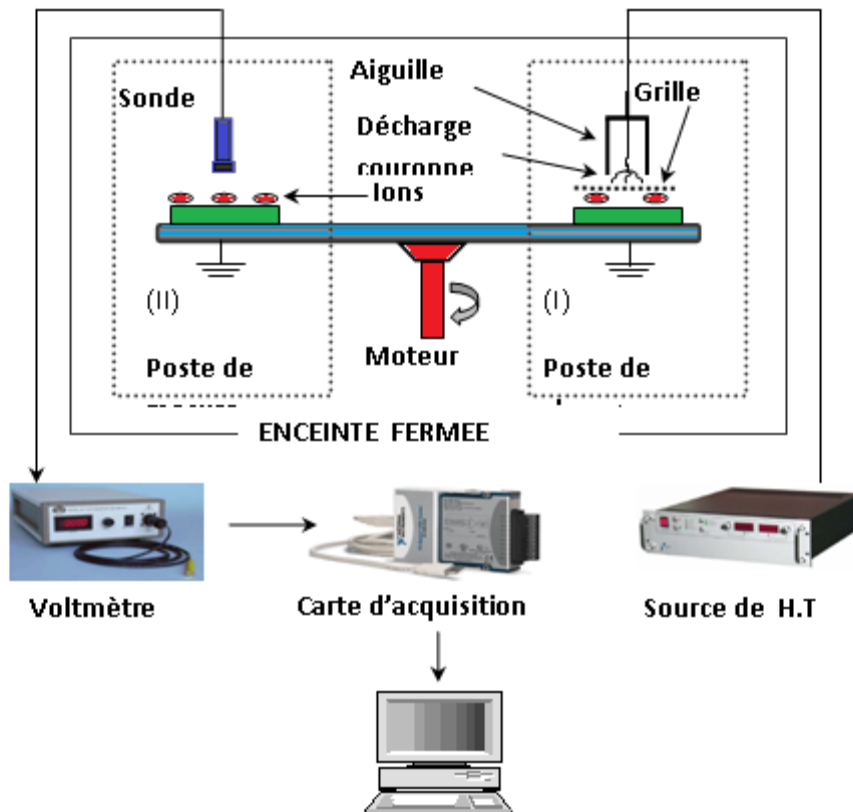 Aiguille
Sonde
Grille
Décharge
couronne
Ions
(II)
(I)
Moteur
Poste de
Poste de
ENCEINTE FERMEE
Voltmètre
Carte d'acquisition
Source de H.T